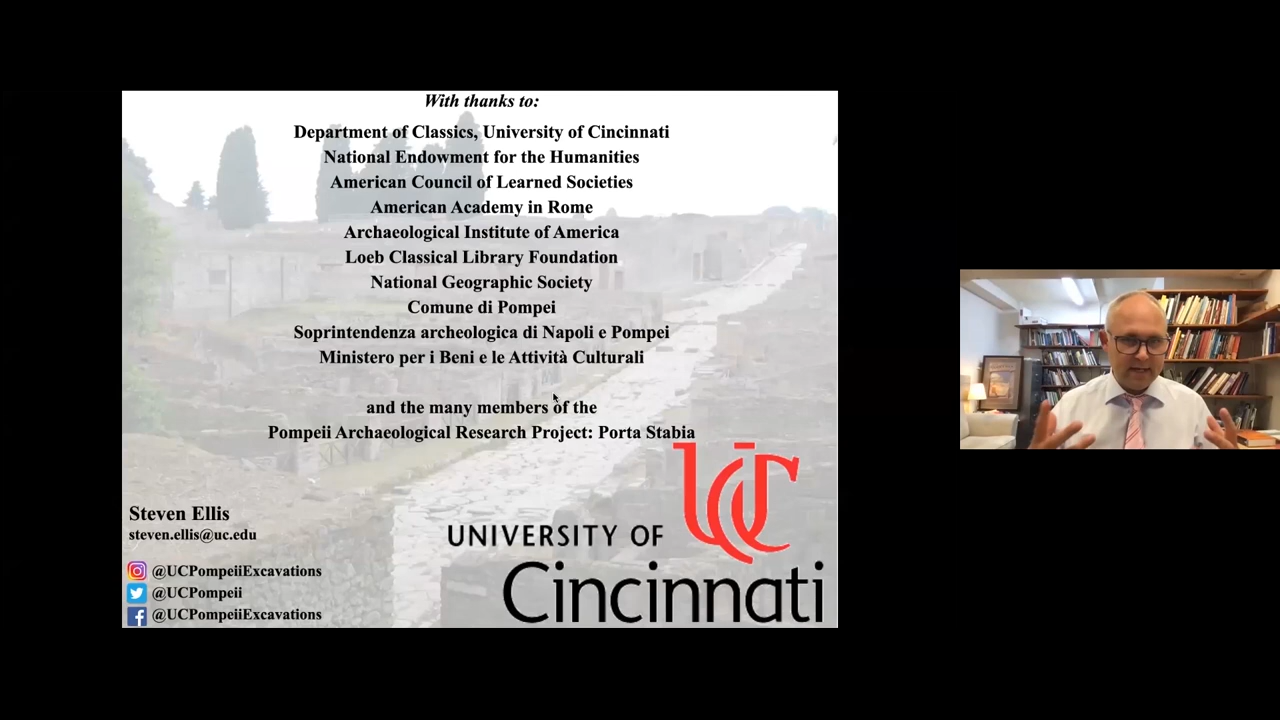 With thanks to:
Department of Classics, University of Cincinnati
National Endowment for the Humanities
American Council of Learned Societies
American Academy in Rome
Archaeological Institute of America
Loeb Classical Library Foundation
National Geographic Society
Comune di Pompei
Soprintendenza archeologica di Napoli e Pompei
Ministero per i Beni e le Attività Culturali
and the many members of the
Pompeii Archaeological Research Project: Porta Stabia
Steven Ellis
steven.ellis@uc.edu
@UCPompeiiExcavations
@UCPompeii
@UCPompeiiExcavations
UC
UNIVERSITY OF
Cincinnati